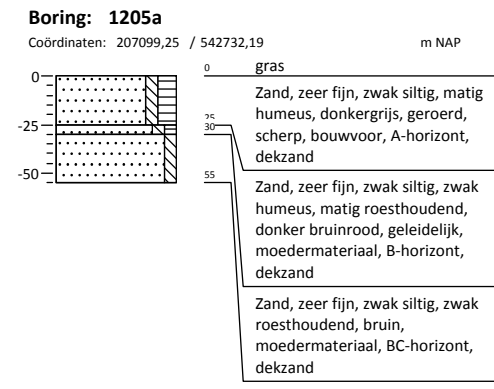 Boring: 1205a
Coördinaten: 207099,25 / 542732,19 m NAP
0
-25
-50
0
25
30
55
gras
Zand, zeer fijn, zwak siltig, matig
humeus, donkergrijs, geroerd,
scherp, bouwvoor, A-horizont,
dekzand
Zand, zeer fijn, zwak siltig, zwak
humeus, matig roesthoudend,
donker bruinrood, geleidelijk,
moedermateriaal, B-horizont,
dekzand
Zand, zeer fijn, zwak siltig, zwak
roesthoudend, bruin,
moedermateriaal, BC-horizont,
dekzand